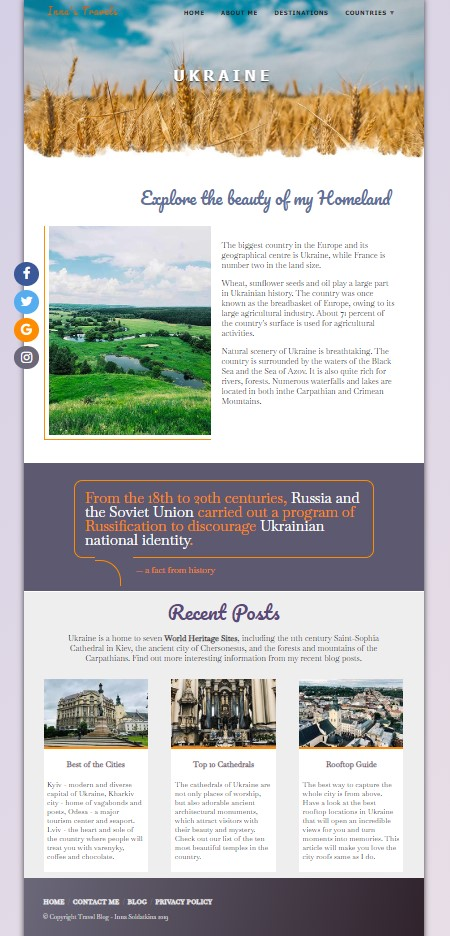 Inna's Travels
HOME ABOUT ME DESTINATIONS COUNTRIES ▼
UKRAINE
Explore the beauty of my Homeland
The biggest country in the Europe and its
geographical centre is Ukraine, while France is
number two in the land size.
Wheat, sunflower seeds and oil play a large part
in Ukrainian history. The country was once
known as the breadbasket of Europe, owing to its
large agricultural industry. About 71 percent of
the country's surface is used for agricultural
activities.
Natural scenery of Ukraine is breathtaking. The
country is surrounded by the waters of the Black
Sea and the Sea of Azov. It is also quite rich for
rivers, forests. Numerous waterfalls and lakes are
located in both inthe Carpathian and Crimean
Mountains.
From the 18th to 20th centuries, Russia and
the Soviet Union carried out a program of
Russification to discourage Ukrainian
national identity.
— a fact from history
Recent Posts
Ukraine is a home to seven World Heritage Sites, including the 11th century Saint-Sophia
Cathedral in Kiev, the ancient city of Chersonesus, and the forests and mountains of the
Carpathians. Find out more interesting information from my recent blog posts.
Best of the Cities
Kyiv - modern and diverse
capital of Ukraine, Kharkiv
city - home of vagabonds and
posts, Odesa - a major
tourism center and seaport.
Lviv - the heart and sole of
the country where people will
treat you with varenyky,
coffee and chocolate.
Top 10 Cathedrals
The cathedrals of Ukraine are
not only places of worship,
but also adorable ancient
architectural monuments,
which attract visitors with
their beauty and mystery.
Check out our list of the ten
most beautiful temples in the
country.
Rooftop Guide
The best way to capture the
whole city is from above.
Have a look at the best
rooftop locations in Ukraine
that will open an incredible
views for you and turn
moments into memories. This
article will make you love the
city roofs same as I do.
HOME CONTACT ME BLOG PRIVACY POLICY
© Copyright Travel Blog - Inna Soldatkina 2019